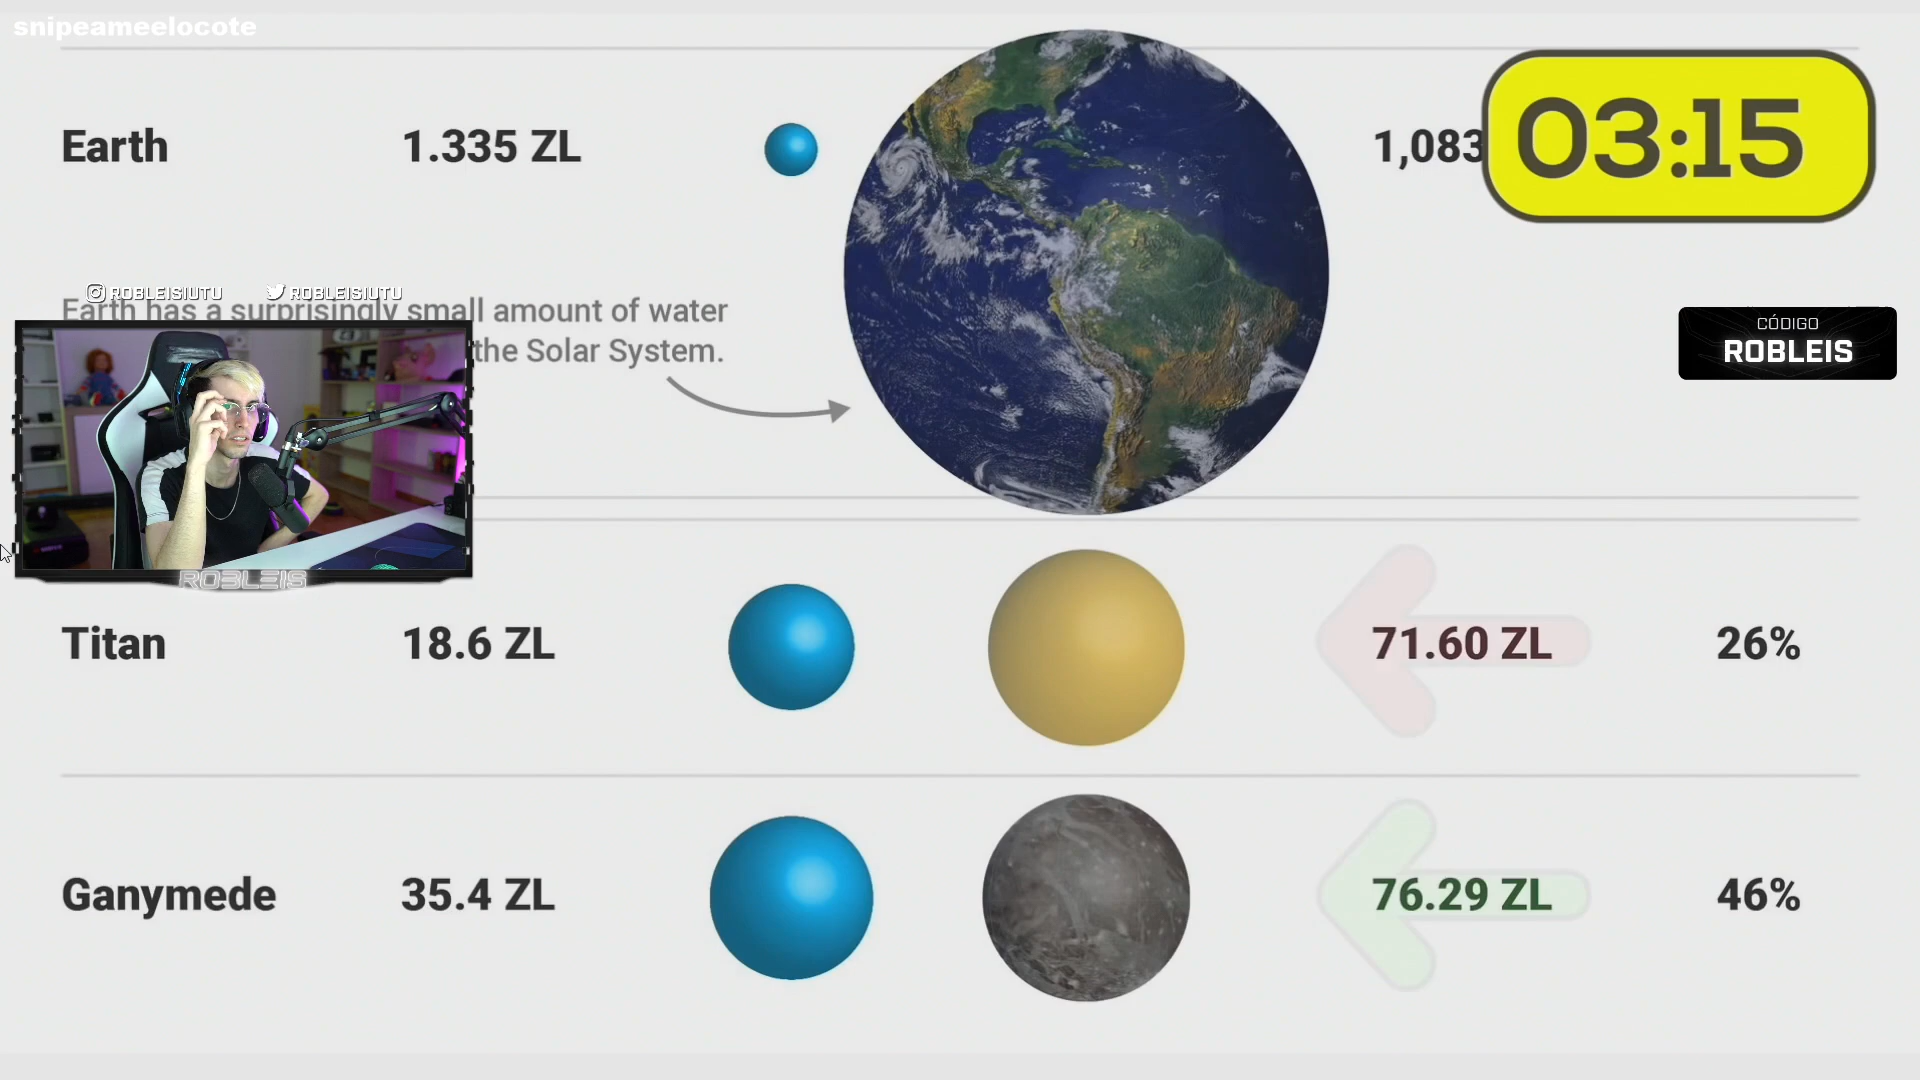 snipeameelocote
Earth 1.335 ZL 1,083
03:15
ROBLEISIUTU ROBLEISIUTU
Earth has a surprisingly small amount of water
the Solar System.
CÓDIGO
ROBLEIS
ROBLEIS
Titan 18.6 ZL 71.60 ZL 26%
Ganymede 35.4 ZL 76.29 ZL 46%